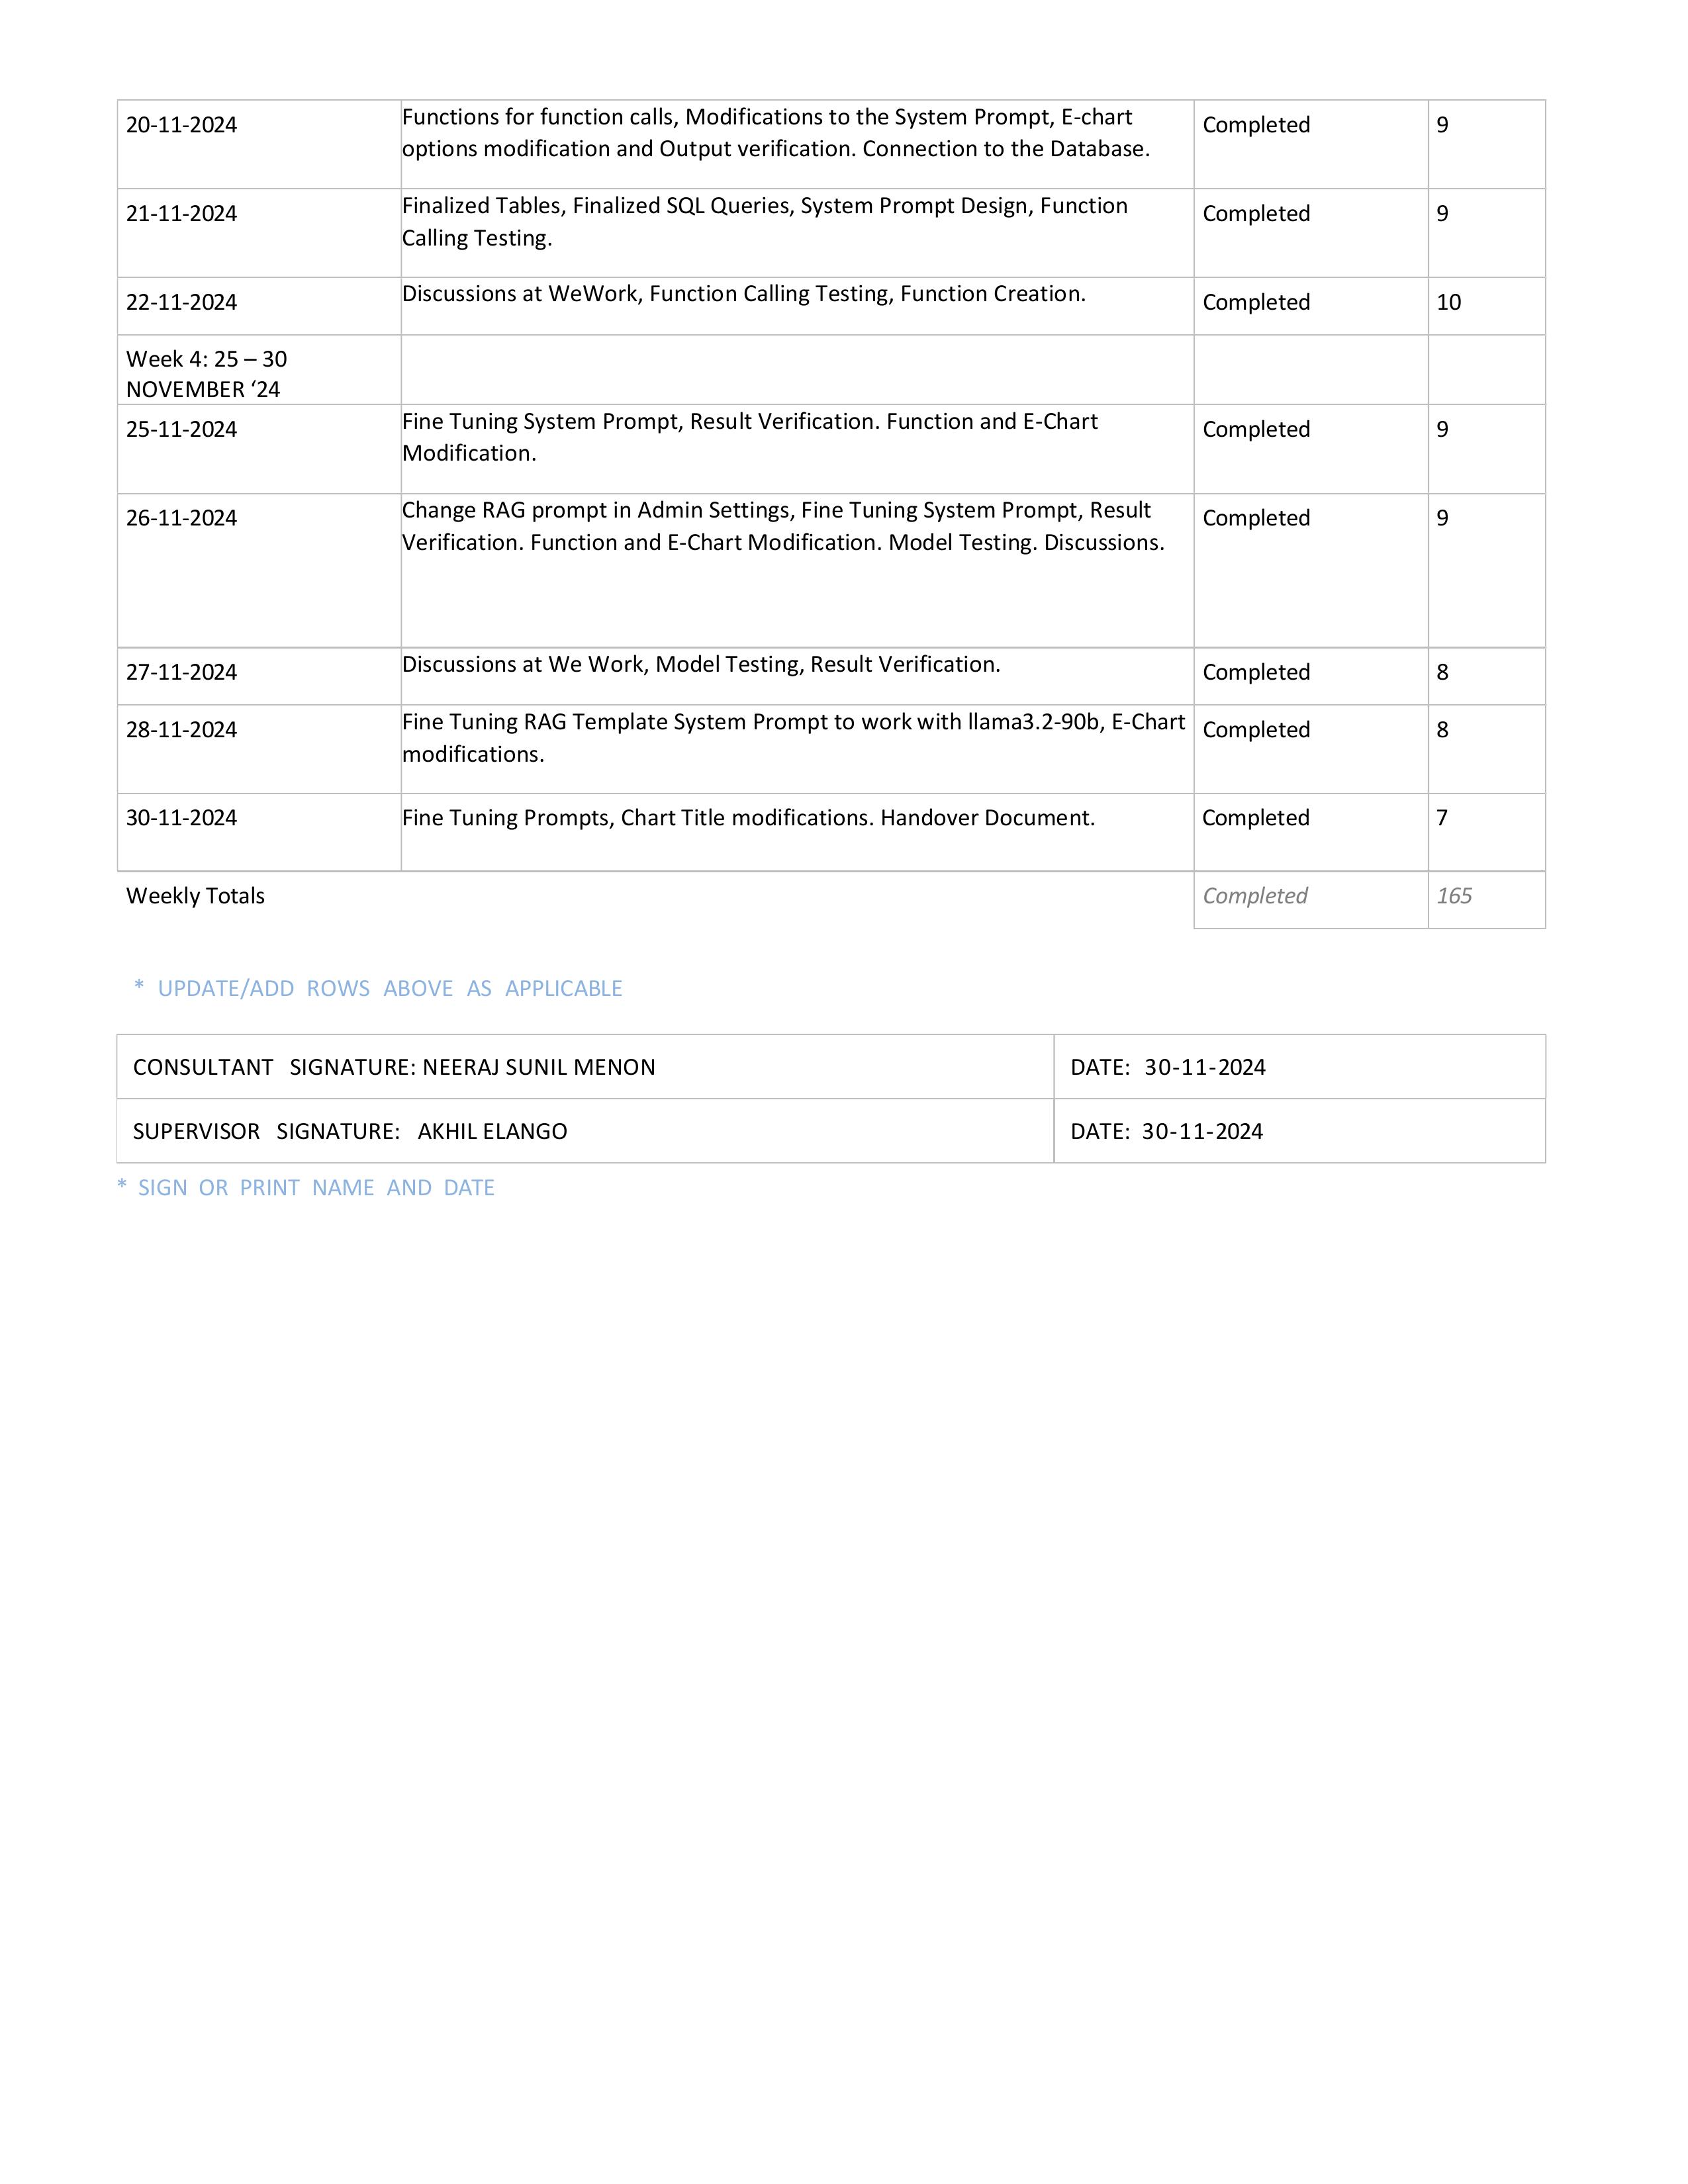 20-11-2024
Functions for function calls, Modifications to the System Prompt, E-chart
options modification and Output verification. Connection to the Database.
Completed
9
21-11-2024
Finalized Tables, Finalized SQL Queries, System Prompt Design, Function
Calling Testing.
Completed
9
22-11-2024
Discussions at WeWork, Function Calling Testing, Function Creation.
Completed
10
Week 4: 25 – 30
NOVEMBER ‘24
25-11-2024
Fine Tuning System Prompt, Result Verification. Function and E-Chart
Modification.
Completed
9
26-11-2024
Change RAG prompt in Admin Settings, Fine Tuning System Prompt, Result
Verification. Function and E-Chart Modification. Model Testing. Discussions.
Completed
9
27-11-2024
Discussions at We Work, Model Testing, Result Verification.
Completed
8
28-11-2024
Fine Tuning RAG Template System Prompt to work with llama3.2-90b, E-Chart
modifications.
Completed
8
30-11-2024
Fine Tuning Prompts, Chart Title modifications. Handover Document.
Completed
7
Weekly Totals
Completed
165
* UPDATE/ADD ROWS ABOVE AS APPLICABLE
CONSULTANT SIGNATURE: NEERAJ SUNIL MENON
DATE: 30-11-2024
SUPERVISOR SIGNATURE: AKHIL ELANGO
DATE: 30-11-2024
* SIGN OR PRINT NAME AND DATE